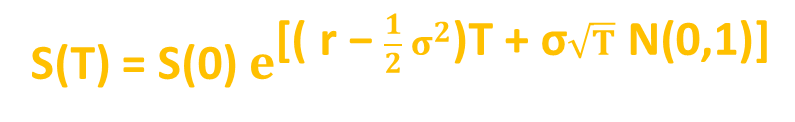 S(T) = S(0) e[( r − ½ σ²)T + σ√T N(0,1)]